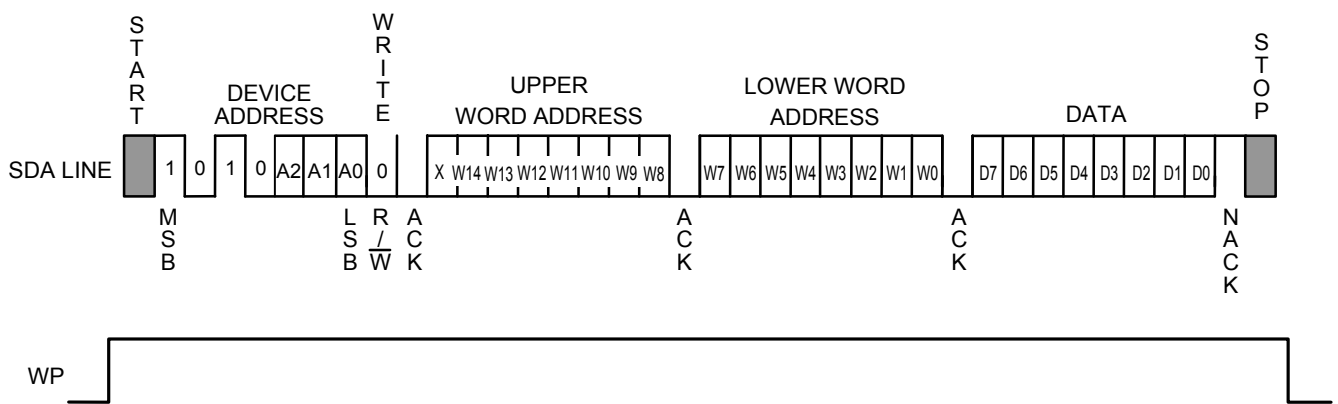 START
WRITE
STOP
DEVICE
ADDRESS
UPPER
WORD ADDRESS
LOWER WORD
ADDRESS
DATA
SDA LINE 1 0 1 0 A2 A1 A0 0 X W14 W13 W12 W11 W10 W9 W8 W7 W6 W5 W4 W3 W2 W1 W0 D7 D6 D5 D4 D3 D2 D1 D0
MSB
LSB
R/W
ACK
ACK
ACK
NACK
WP